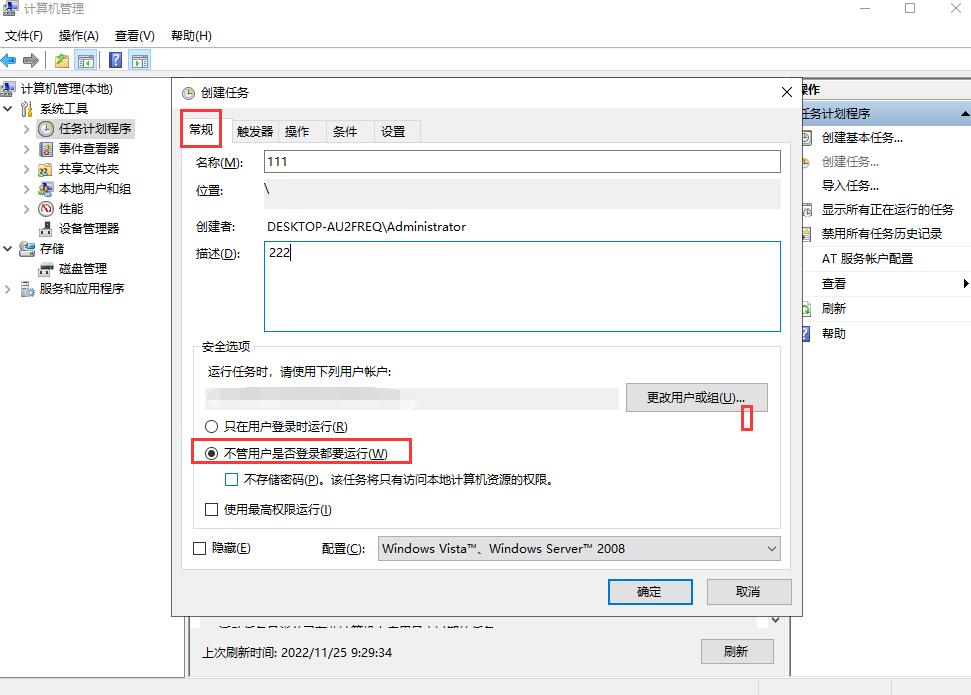 计算机管理
文件(F) 操作(A) 查看(V) 帮助(H)
计算机管理(本地)
系统工具
任务计划程序
事件查看器
共享文件夹
本地用户和组
性能
设备管理器
存储
磁盘管理
服务和应用程序
创建任务
常规 触发器 操作 条件 设置
名称(M): 111
位置: \
创建者: DESKTOP-AU2FREQ\Administrator
描述(D): 222
安全选项
运行任务时，请使用下列用户帐户:
更改用户或组(U)...
只在用户登录时运行(R)
不管用户是否登录都要运行(W)
不存储密码(P)。该任务将只有访问本地计算机资源的权限。
使用最高权限运行(I)
隐藏(E) 配置(C): Windows Vista™、Windows Server™ 2008
确定 取消
上次刷新时间: 2022/11/25 9:29:34 刷新
操作
任务计划程序
创建基本任务...
创建任务...
导入任务...
显示所有正在运行的任务
禁用所有任务历史记录
AT 服务帐户配置
查看
刷新
帮助